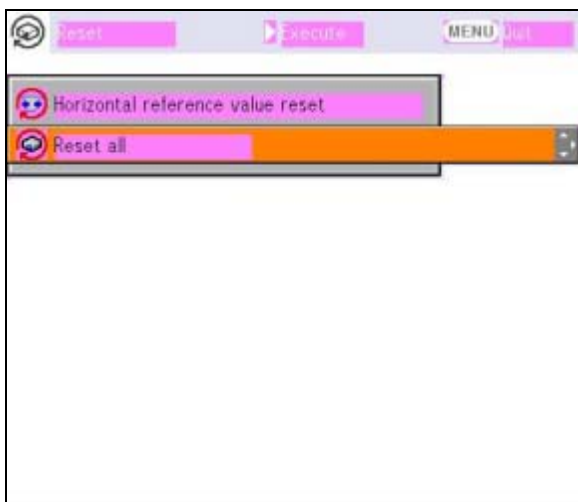 Reset Execute MENU Quit
Horizontal reference value reset
Reset all